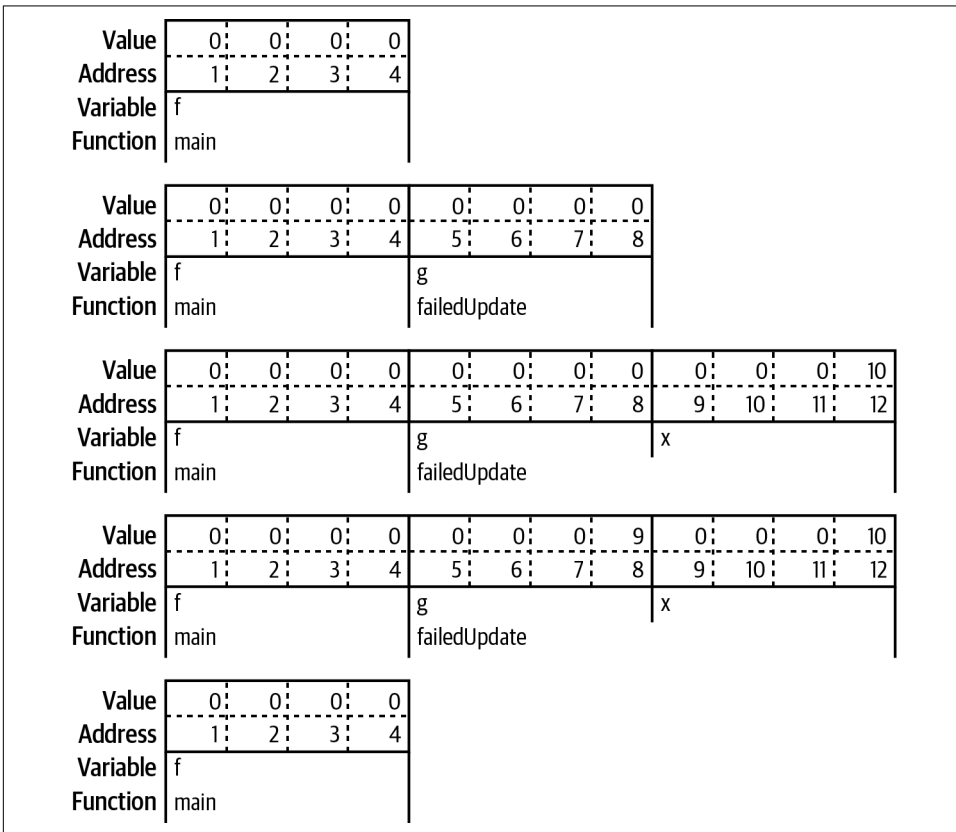 Value 0 0 0 0
Address 1 2 3 4
Variable f
Function main
Value 0 0 0 0 0 0 0 0
Address 1 2 3 4 5 6 7 8
Variable f g
Function main failedUpdate
Value 0 0 0 0 0 0 0 0 0 0 0 10
Address 1 2 3 4 5 6 7 8 9 10 11 12
Variable f g x
Function main failedUpdate
Value 0 0 0 0 0 0 0 9 0 0 0 10
Address 1 2 3 4 5 6 7 8 9 10 11 12
Variable f g x
Function main failedUpdate
Value 0 0 0 0
Address 1 2 3 4
Variable f
Function main